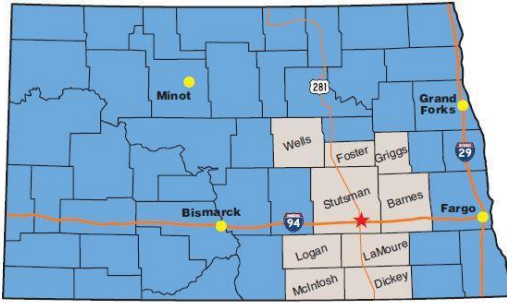 Minot
281
Grand
Forks
Wells
Foster
Griggs
29
Stutsman
Barnes
Bismarck
94
Fargo
Logan
LaMoure
McIntosh
Dickey